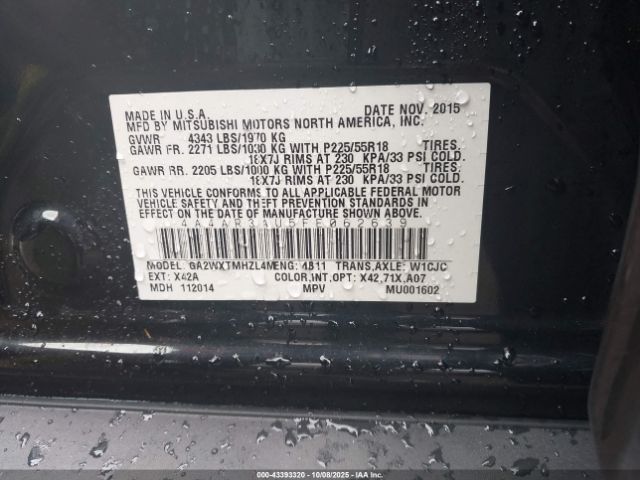 MADE IN U.S.A. DATE NOV. 2015
MFD BY MITSUBISHI MOTORS NORTH AMERICA, INC.
GVWR 4343 LBS/1970 KG
GAWR FR. 2271 LBS/1030 KG WITH P225/55R18 TIRES.
18X7J RIMS AT 230 KPA/33 PSI COLD.
GAWR RR. 2205 LBS/1000 KG WITH P225/55R18 TIRES.
18X7J RIMS AT 230 KPA/33 PSI COLD.
THIS VEHICLE CONFORMS TO ALL APPLICABLE FEDERAL MOTOR
VEHICLE SAFETY AND THEFT PREVENTION STANDARDS IN
EFFECT ON THE DATE OF MANUFACTURE SHOWN ABOVE.
4A4AR3AU5FE062639
MODEL: GA2WXTMHZL4M ENG: 4B11 TRANS,AXLE: W1CJC
EXT: X42A COLOR,INT,OPT: X42,71X,A07
MDH 112014 MPV MU001602
000-43393320 - 10/08/2025 - IAAI.COM